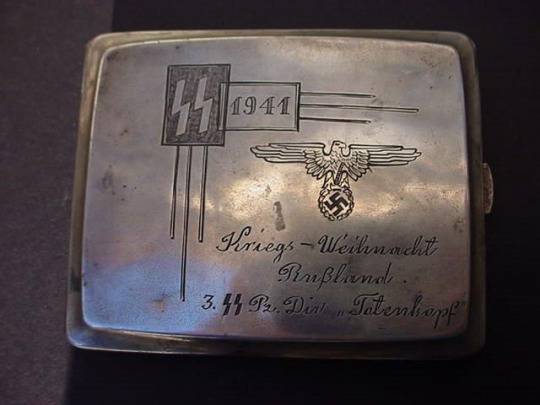 ᛋᛋ 1941
Kriegs-Weihnacht
Rußland.
3. ᛋᛋ Pz. Div. „Totenkopf"